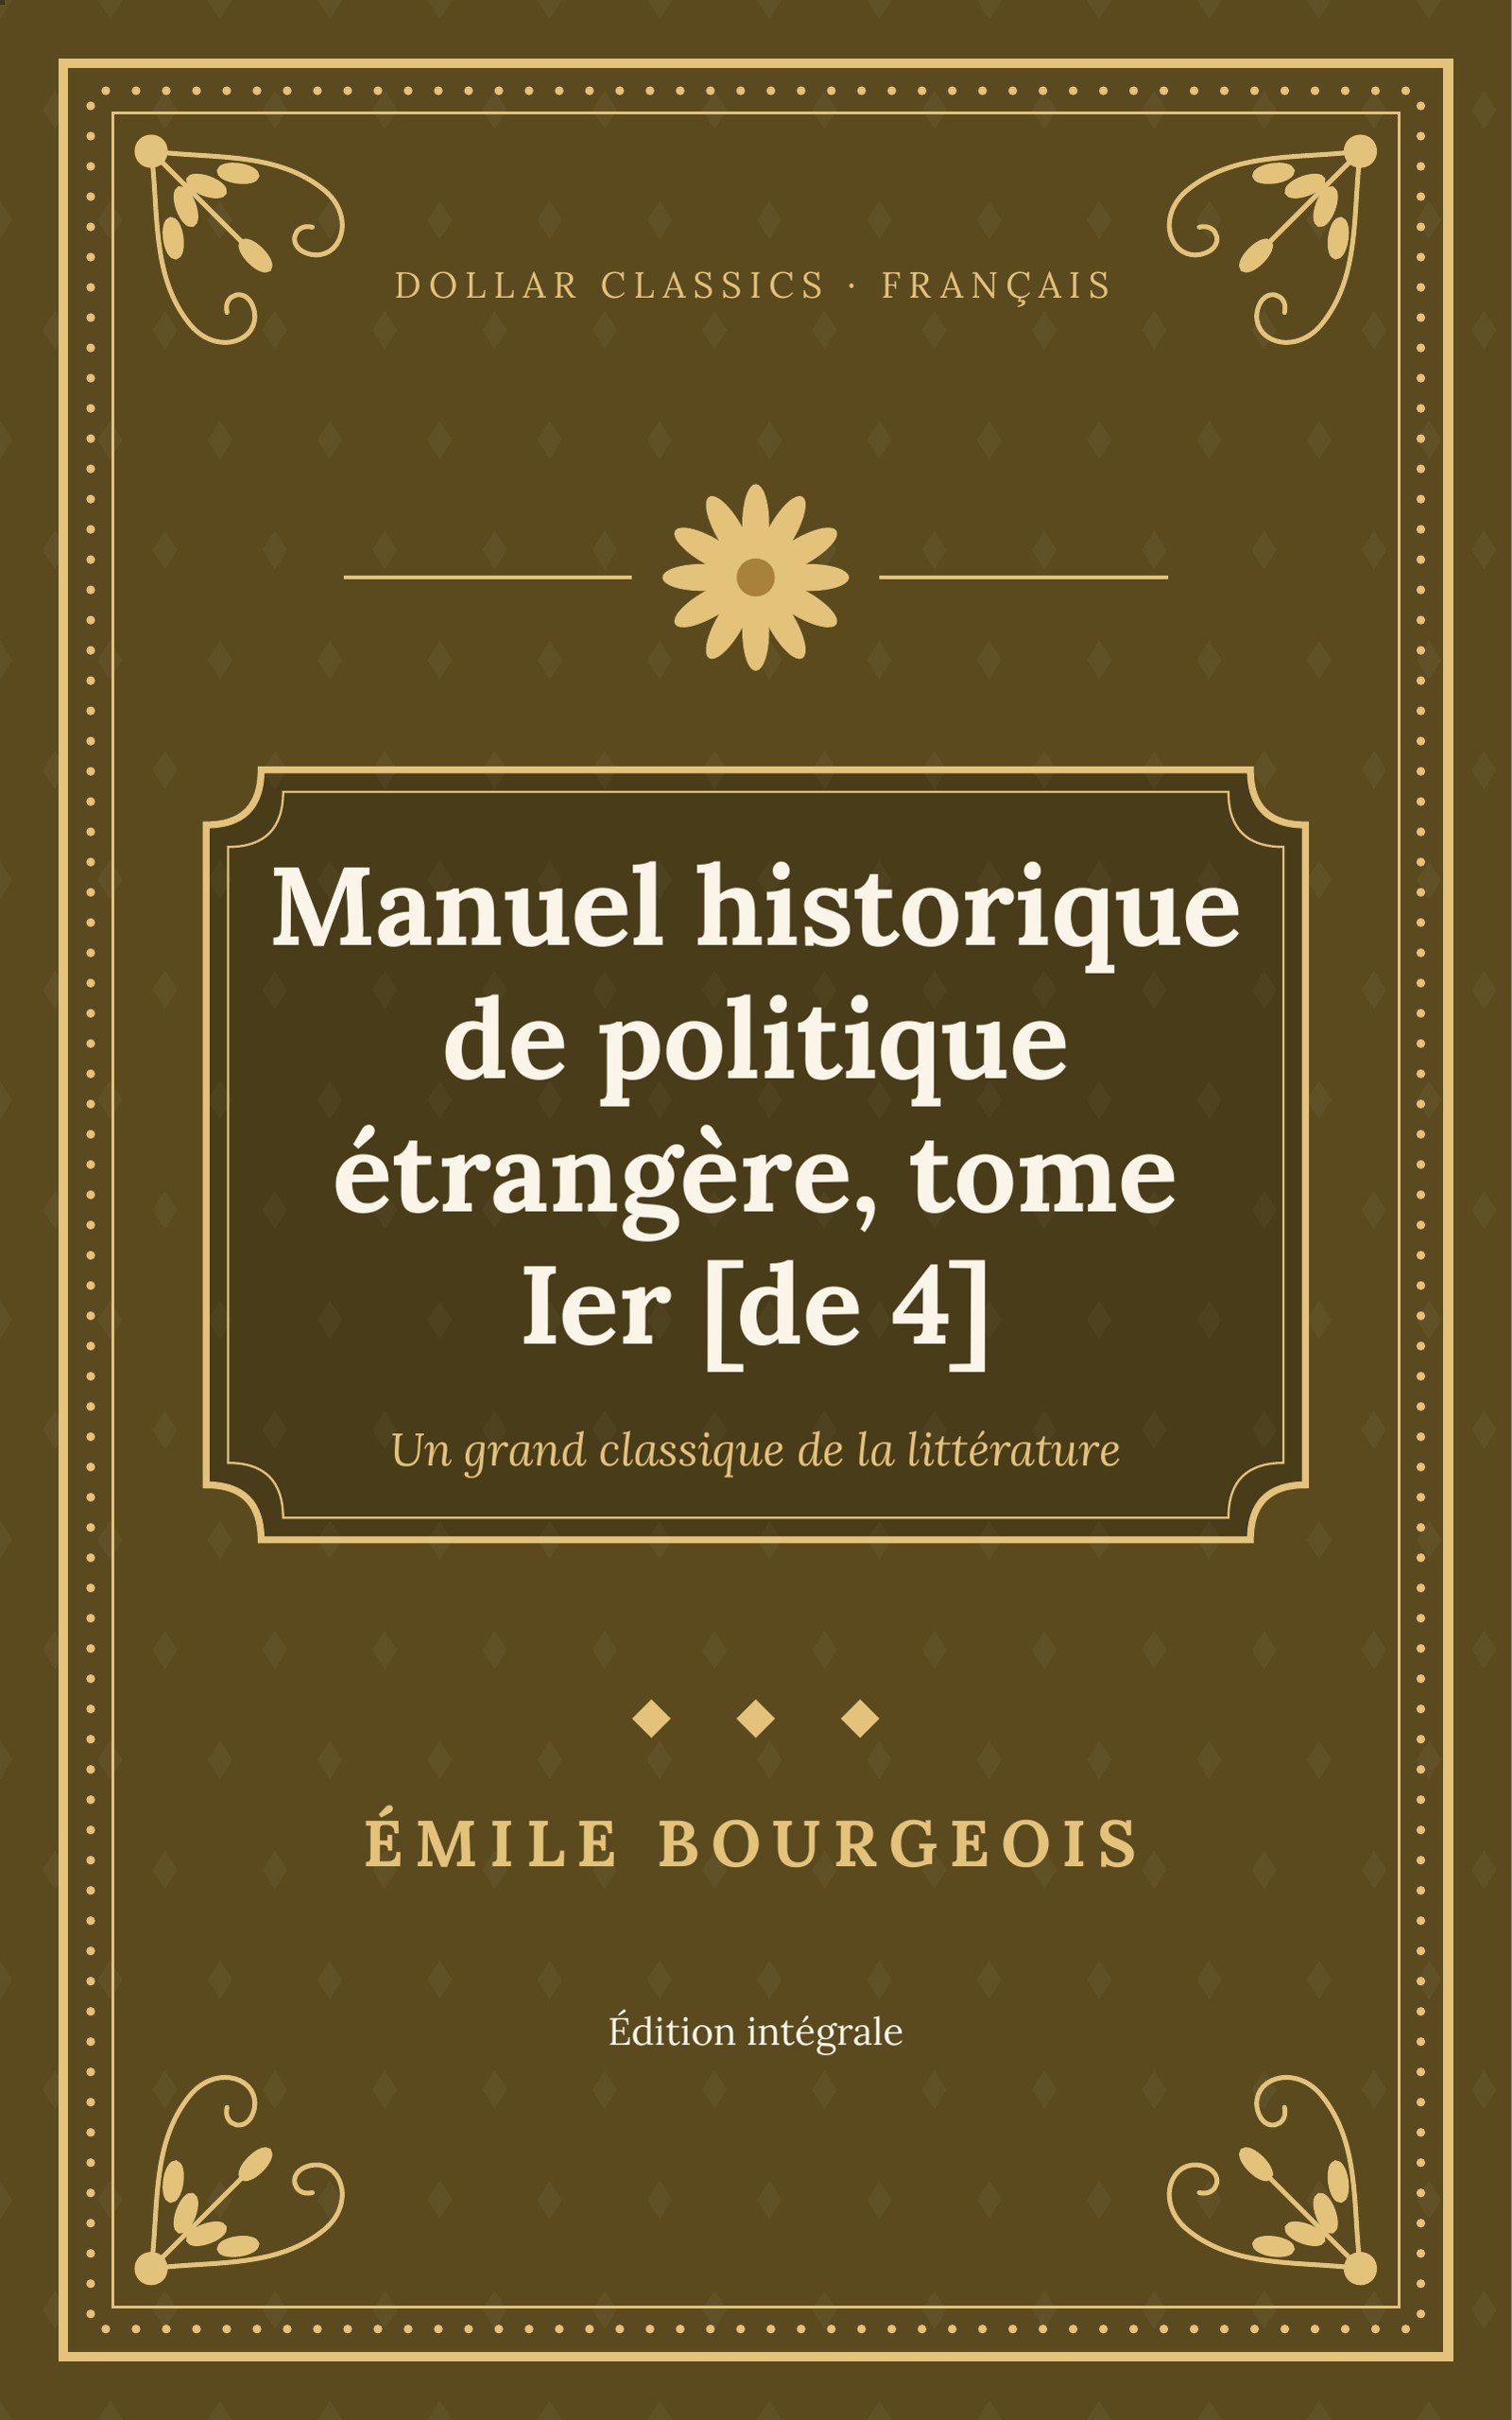 DOLLAR CLASSICS · FRANÇAIS
Manuel historique
de politique
étrangère, tome
Ier [de 4]
Un grand classique de la littérature
ÉMILE BOURGEOIS
Édition intégrale